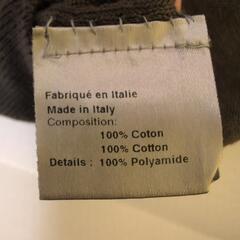 Fabriqué en Italie
Made in Italy
Composition:
100% Coton
100% Cotton
Details : 100% Polyamide